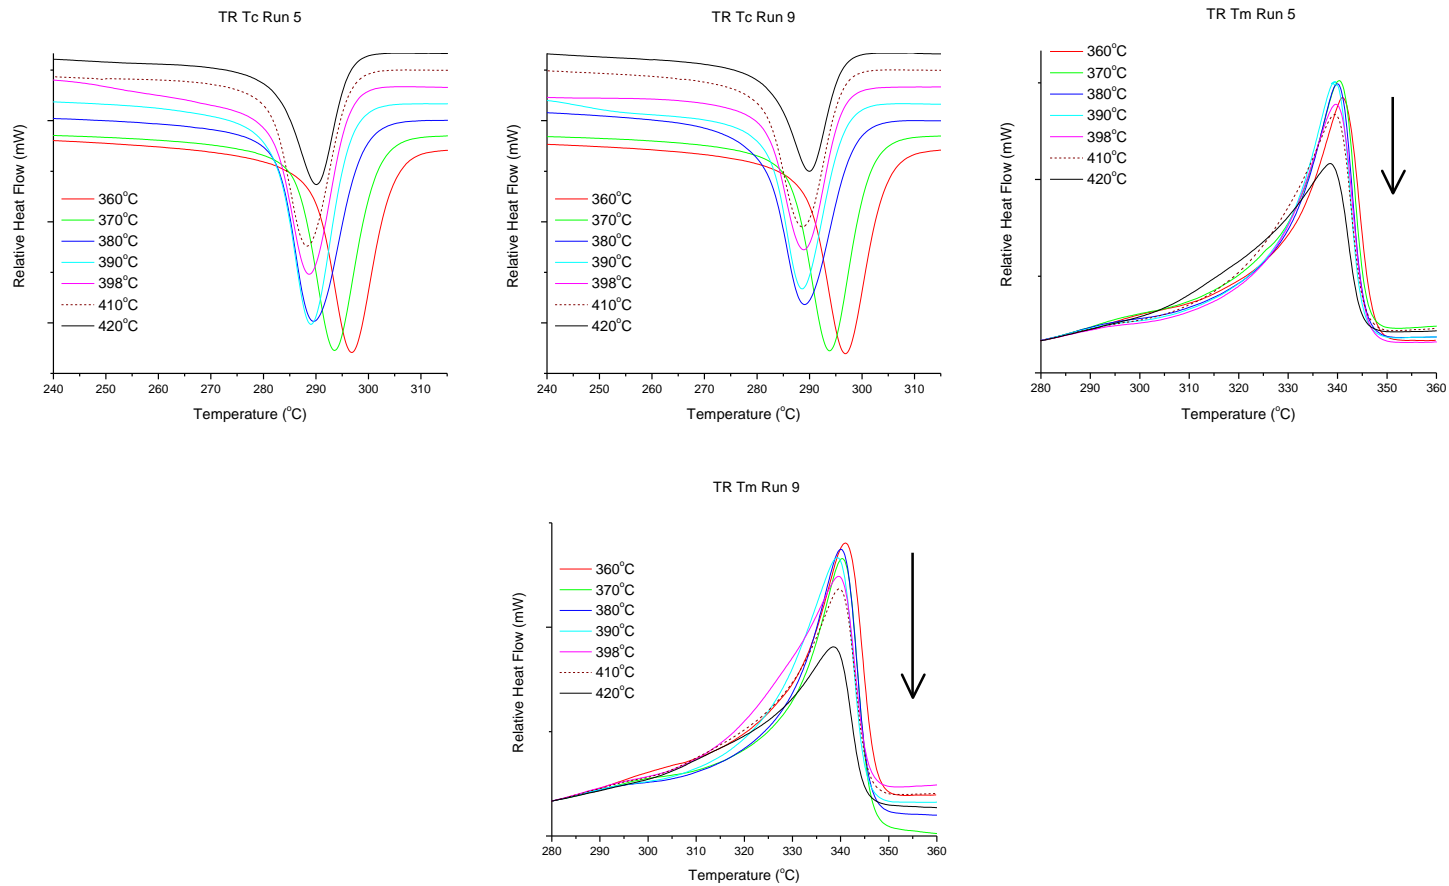 TR Tc Run 5
Relative Heat Flow (mW)
360°C
370°C
380°C
390°C
398°C
410°C
420°C
240 250 260 270 280 290 300 310
Temperature (°C)
TR Tc Run 9
Relative Heat Flow (mW)
360°C
370°C
380°C
390°C
398°C
410°C
420°C
240 250 260 270 280 290 300 310
Temperature (°C)
TR Tm Run 5
Relative Heat Flow (mW)
360°C
370°C
380°C
390°C
398°C
410°C
420°C
280 290 300 310 320 330 340 350 360
Temperature (°C)
TR Tm Run 9
Relative Heat Flow (mW)
360°C
370°C
380°C
390°C
398°C
410°C
420°C
280 290 300 310 320 330 340 350 360
Temperature (°C)